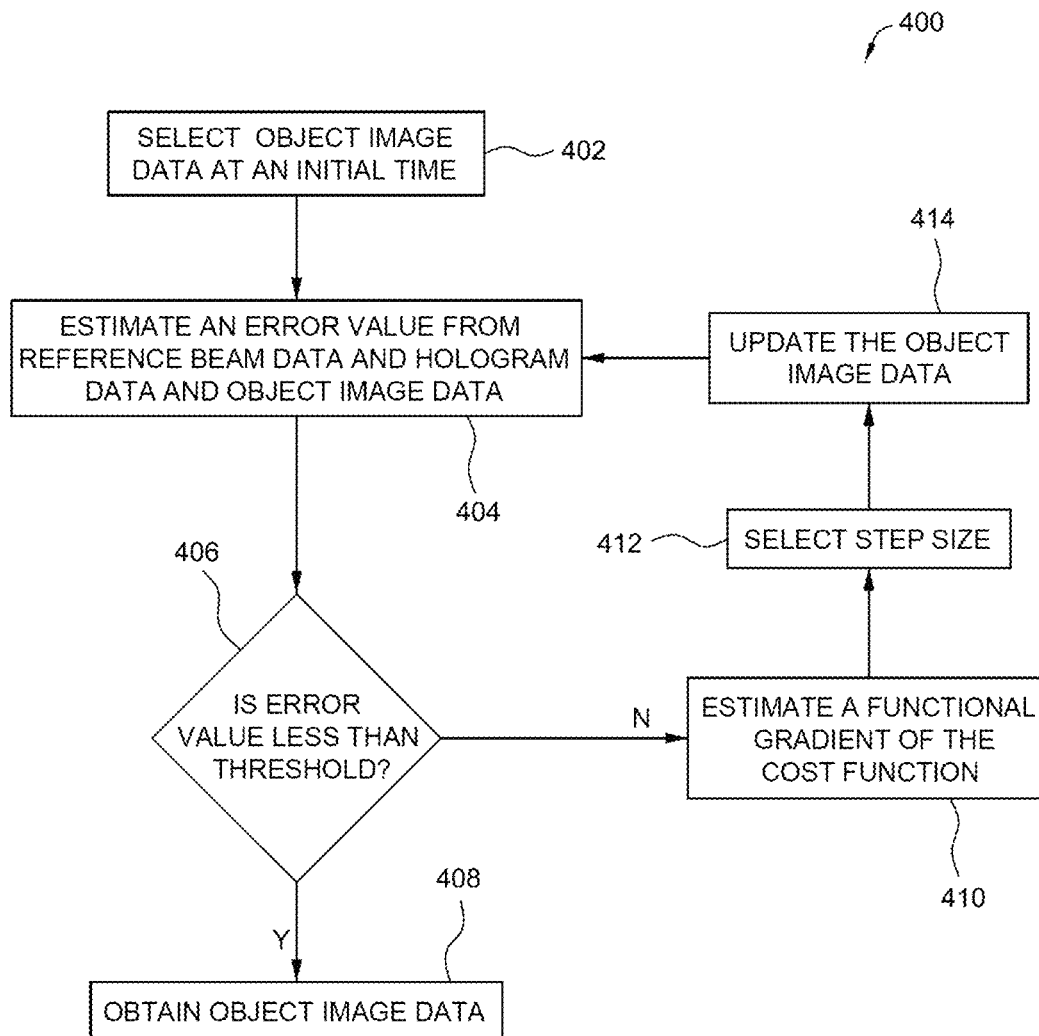 400
SELECT OBJECT IMAGE
DATA AT AN INITIAL TIME
402
414
ESTIMATE AN ERROR VALUE FROM
REFERENCE BEAM DATA AND HOLOGRAM
DATA AND OBJECT IMAGE DATA
UPDATE THE OBJECT
IMAGE DATA
404
412
SELECT STEP SIZE
406
IS ERROR
VALUE LESS THAN
THRESHOLD?
N
ESTIMATE A FUNCTIONAL
GRADIENT OF THE
COST FUNCTION
410
408
Y
OBTAIN OBJECT IMAGE DATA